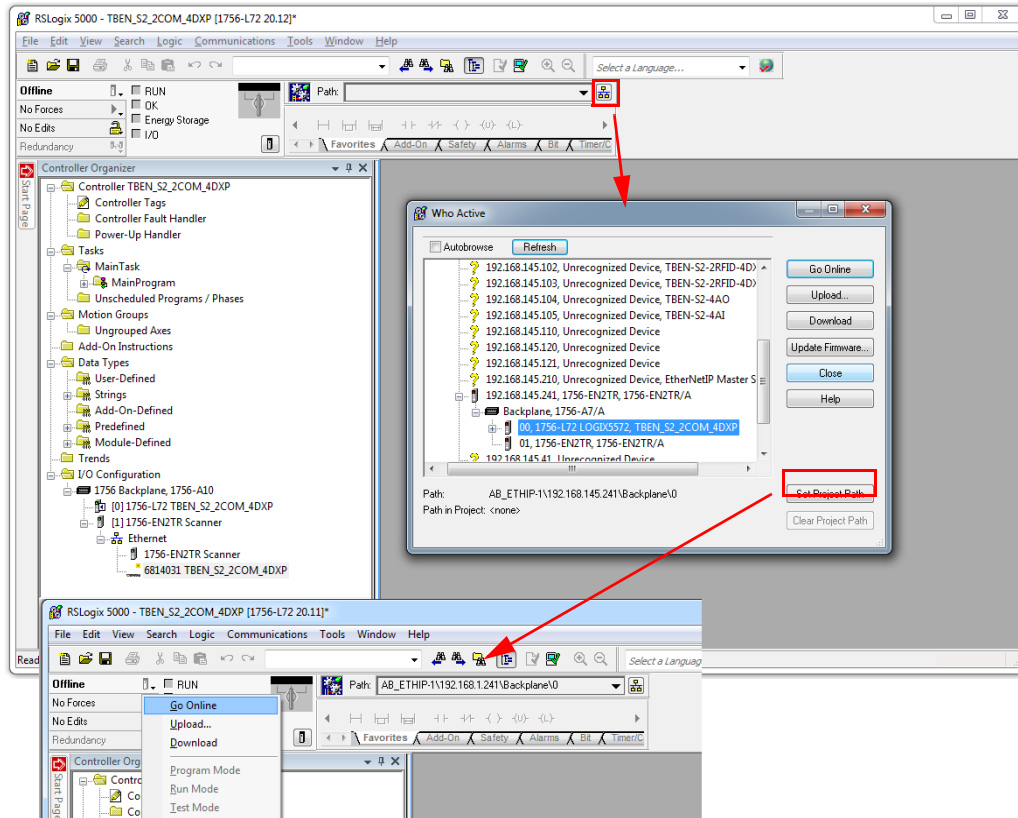 RSLogix 5000 - TBEN_S2_2COM_4DXP [1756-L72 20.12]*
File Edit View Search Logic Communications Tools Window Help
Select a Language...
Offline RUN
No Forces OK
No Edits Energy Storage
Redundancy I/O
Path:
Favorites Add-On Safety Alarms Bit Timer/C
Start Page
Controller Organizer
Controller TBEN_S2_2COM_4DXP
Controller Tags
Controller Fault Handler
Power-Up Handler
Tasks
MainTask
MainProgram
Unscheduled Programs / Phases
Motion Groups
Ungrouped Axes
Add-On Instructions
Data Types
User-Defined
Strings
Add-On-Defined
Predefined
Module-Defined
Trends
I/O Configuration
1756 Backplane, 1756-A10
[0] 1756-L72 TBEN_S2_2COM_4DXP
[1] 1756-EN2TR Scanner
Ethernet
1756-EN2TR Scanner
6814031 TBEN_S2_2COM_4DXP
Who Active
Autobrowse Refresh
192.168.145.102, Unrecognized Device, TBEN-S2-2RFID-4D
192.168.145.103, Unrecognized Device, TBEN-S2-2RFID-4D
192.168.145.104, Unrecognized Device, TBEN-S2-4AO
192.168.145.105, Unrecognized Device, TBEN-S2-4AI
192.168.145.110, Unrecognized Device
192.168.145.120, Unrecognized Device
192.168.145.121, Unrecognized Device
192.168.145.210, Unrecognized Device, EtherNetIP Master S
192.168.145.241, 1756-EN2TR, 1756-EN2TR/A
Backplane, 1756-A7/A
00, 1756-L72 LOGIX5572, TBEN_S2_2COM_4DXP
01, 1756-EN2TR, 1756-EN2TR/A
192.168.145.41, Unrecognized Device
Go Online
Upload...
Download
Update Firmware...
Close
Help
Set Project Path
Clear Project Path
Path: AB_ETHIP-1\192.168.145.241\Backplane\0
Path in Project: <none>
Read
RSLogix 5000 - TBEN_S2_2COM_4DXP [1756-L72 20.11]*
File Edit View Search Logic Communications Tools Window Help
Select a Languag
Offline RUN
No Forces
No Edits
Redundancy
Path: AB_ETHIP-1\192.168.1.241\Backplane\0
Favorites Add-On Safety Alarms Bit Timer/C
Go Online
Upload...
Download
Program Mode
Run Mode
Test Mode
Start Page
Controller Org
Contro
Co
Co